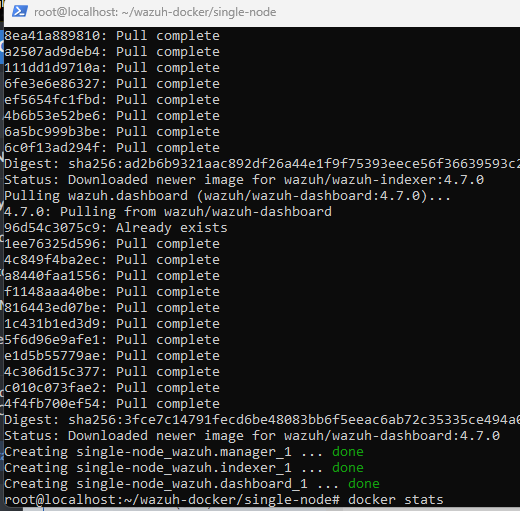 root@localhost: ~/wazuh-docker/single-node
8ea41a889810: Pull complete
a2507ad9deb4: Pull complete
111dd1d9710a: Pull complete
6fe3e6e86327: Pull complete
ef5654fc1fbd: Pull complete
4b6b53e52be6: Pull complete
6a5bc999b3be: Pull complete
6c0f13ad294f: Pull complete
Digest: sha256:ad2b6b9321aac892df26a44e1f9f75393eece56f36639593c2
Status: Downloaded newer image for wazuh/wazuh-indexer:4.7.0
Pulling wazuh.dashboard (wazuh/wazuh-dashboard:4.7.0)...
4.7.0: Pulling from wazuh/wazuh-dashboard
96d54c3075c9: Already exists
1ee76325d596: Pull complete
4c849f4ba2ec: Pull complete
a8440faa1556: Pull complete
f1148aaa40be: Pull complete
816443ed07be: Pull complete
1c431b1ed3d9: Pull complete
5f6d96e9afe1: Pull complete
e1d5b55779ae: Pull complete
4c306d15c377: Pull complete
c010c073fae2: Pull complete
4f4fb700ef54: Pull complete
Digest: sha256:3fce7c14791fecd6be48083bb6f5eeac6ab72c35335ce494a0
Status: Downloaded newer image for wazuh/wazuh-dashboard:4.7.0
Creating single-node_wazuh.manager_1 ... done
Creating single-node_wazuh.indexer_1 ... done
Creating single-node_wazuh.dashboard_1 ... done
root@localhost:~/wazuh-docker/single-node# docker stats